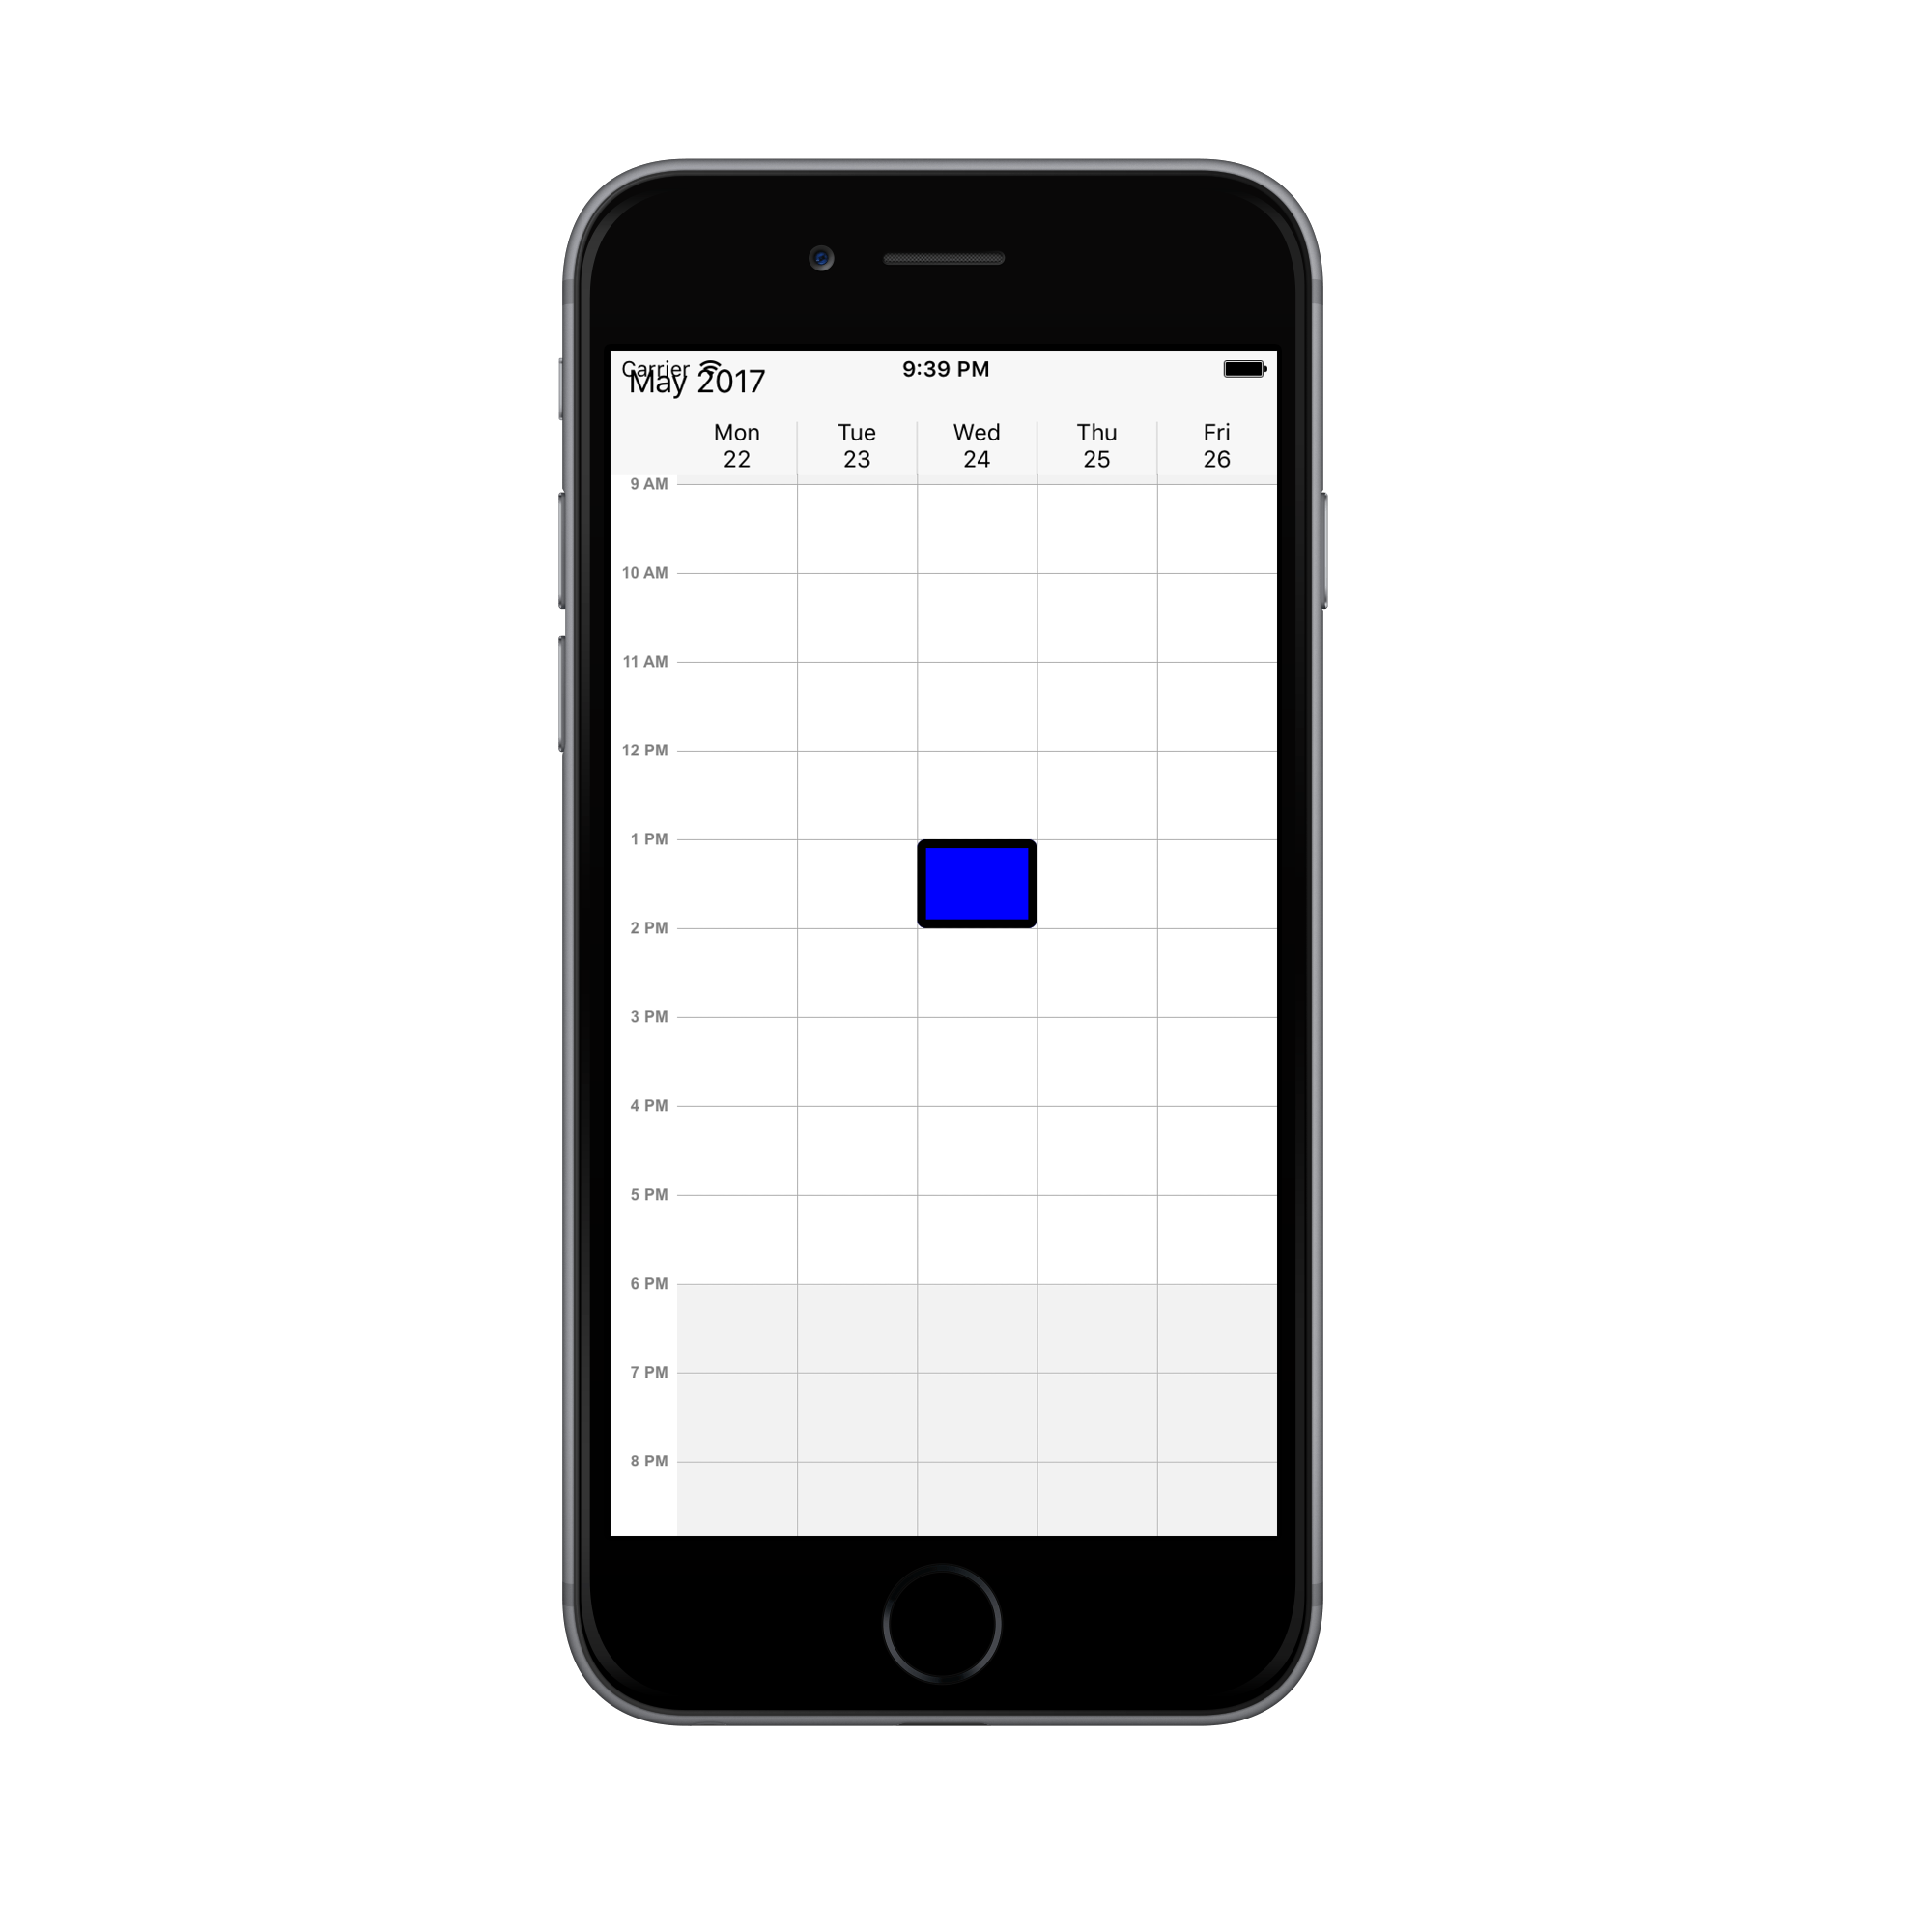 Carrier 9:39 PM
May 2017
Mon Tue Wed Thu Fri
22 23 24 25 26
9 AM
10 AM
11 AM
12 PM
1 PM
2 PM
3 PM
4 PM
5 PM
6 PM
7 PM
8 PM